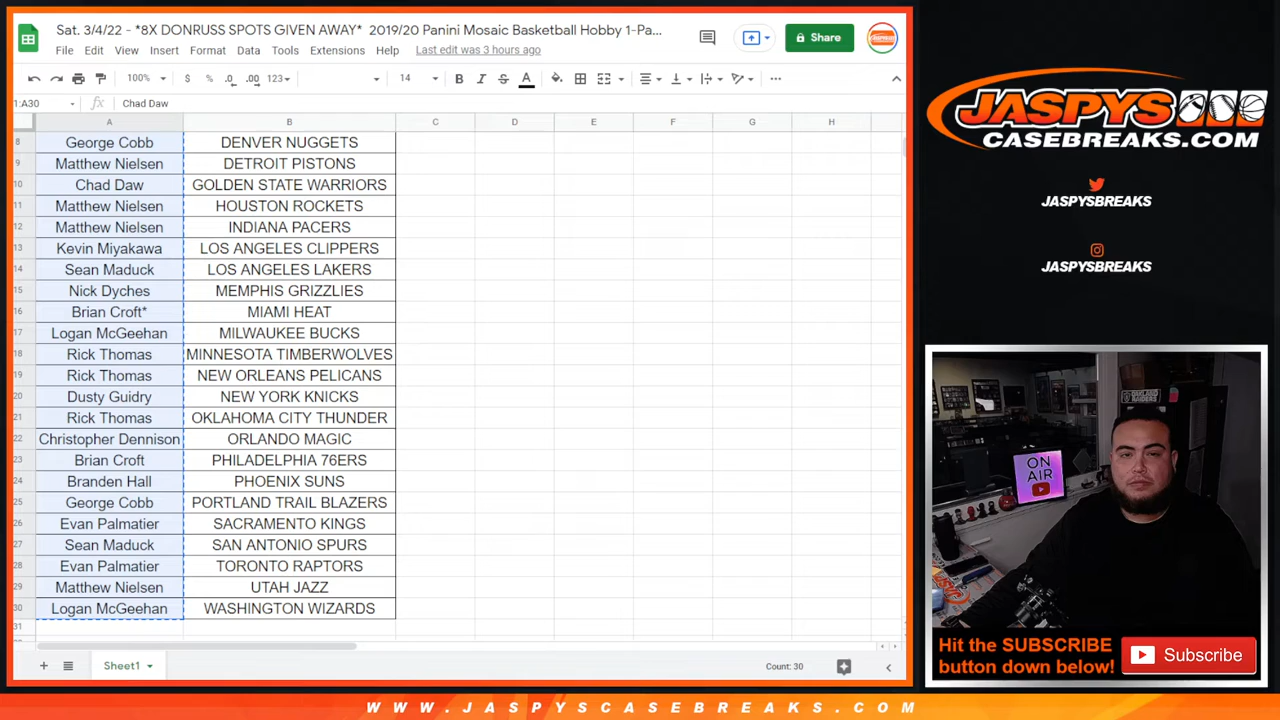 Sat. 3/4/22 - *8X DONRUSS SPOTS GIVEN AWAY* 2019/20 Panini Mosaic Basketball Hobby 1-Pa...
File Edit View Insert Format Data Tools Extensions Help Last edit was 3 hours ago
Share
100% $ % .0 .00 123 14 B I S A
1:A30 fx Chad Daw
A B C D E F G H
8 George Cobb DENVER NUGGETS
9 Matthew Nielsen DETROIT PISTONS
10 Chad Daw GOLDEN STATE WARRIORS
11 Matthew Nielsen HOUSTON ROCKETS
12 Matthew Nielsen INDIANA PACERS
13 Kevin Miyakawa LOS ANGELES CLIPPERS
14 Sean Maduck LOS ANGELES LAKERS
15 Nick Dyches MEMPHIS GRIZZLIES
16 Brian Croft* MIAMI HEAT
17 Logan McGeehan MILWAUKEE BUCKS
18 Rick Thomas MINNESOTA TIMBERWOLVES
19 Rick Thomas NEW ORLEANS PELICANS
20 Dusty Guidry NEW YORK KNICKS
21 Rick Thomas OKLAHOMA CITY THUNDER
22 Christopher Dennison ORLANDO MAGIC
23 Brian Croft PHILADELPHIA 76ERS
24 Branden Hall PHOENIX SUNS
25 George Cobb PORTLAND TRAIL BLAZERS
26 Evan Palmatier SACRAMENTO KINGS
27 Sean Maduck SAN ANTONIO SPURS
28 Evan Palmatier TORONTO RAPTORS
29 Matthew Nielsen UTAH JAZZ
30 Logan McGeehan WASHINGTON WIZARDS
31
Sheet1
Count: 30
JASPYS
CASEBREAKS.COM
JASPYSBREAKS
JASPYSBREAKS
ON
AIR
Hit the SUBSCRIBE
button down below!
Subscribe
WWW.JASPYSCASEBREAKS.COM